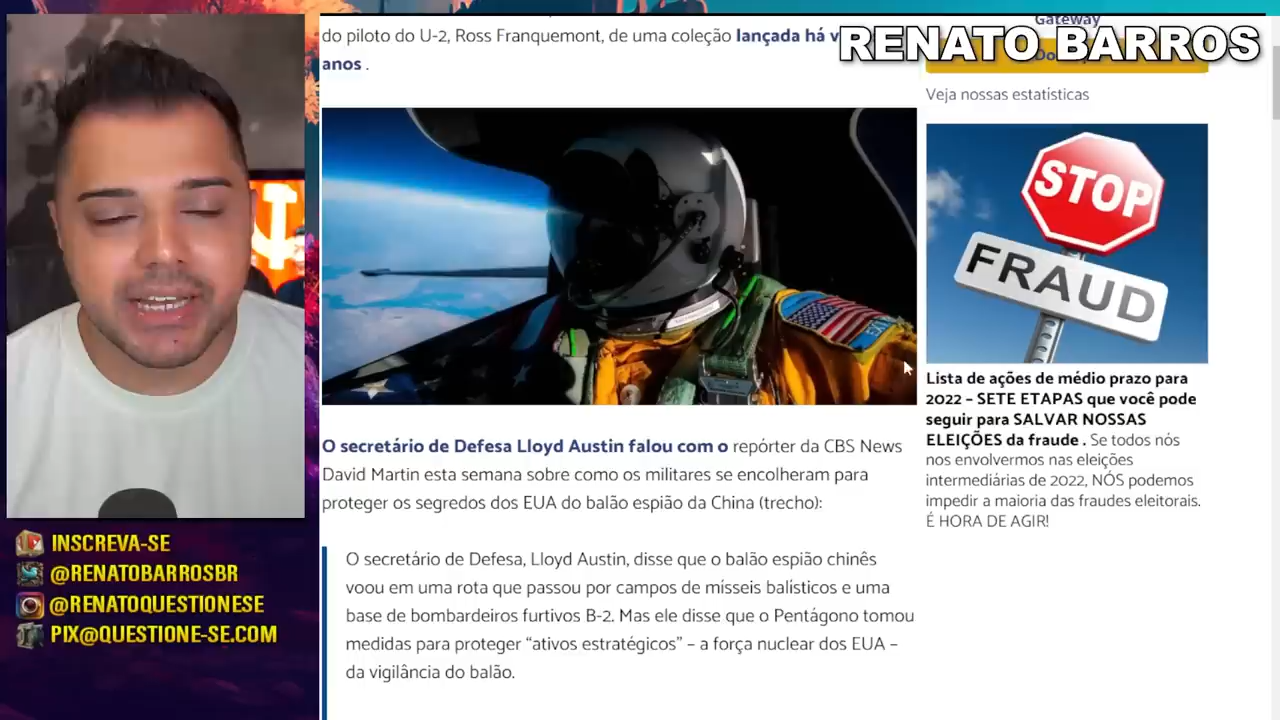 RENATO BARROS
do piloto do U-2, Ross Franquemont, de uma coleção lançada há v
anos .
Gateway
Veja nossas estatísticas
STOP
FRAUD
Lista de ações de médio prazo para
2022 – SETE ETAPAS que você pode
seguir para SALVAR NOSSAS
ELEIÇÕES da fraude . Se todos nós
nos envolvermos nas eleições
intermediárias de 2022, NÓS podemos
impedir a maioria das fraudes eleitorais.
É HORA DE AGIR!
O secretário de Defesa Lloyd Austin falou com o repórter da CBS News
David Martin esta semana sobre como os militares se encolheram para
proteger os segredos dos EUA do balão espião da China (trecho):
O secretário de Defesa, Lloyd Austin, disse que o balão espião chinês
voou em uma rota que passou por campos de mísseis balísticos e uma
base de bombardeiros furtivos B-2. Mas ele disse que o Pentágono tomou
medidas para proteger “ativos estratégicos” – a força nuclear dos EUA –
da vigilância do balão.
INSCREVA-SE
@RENATOBARROSBR
@RENATOQUESTIONESE
PIX@QUESTIONE-SE.COM